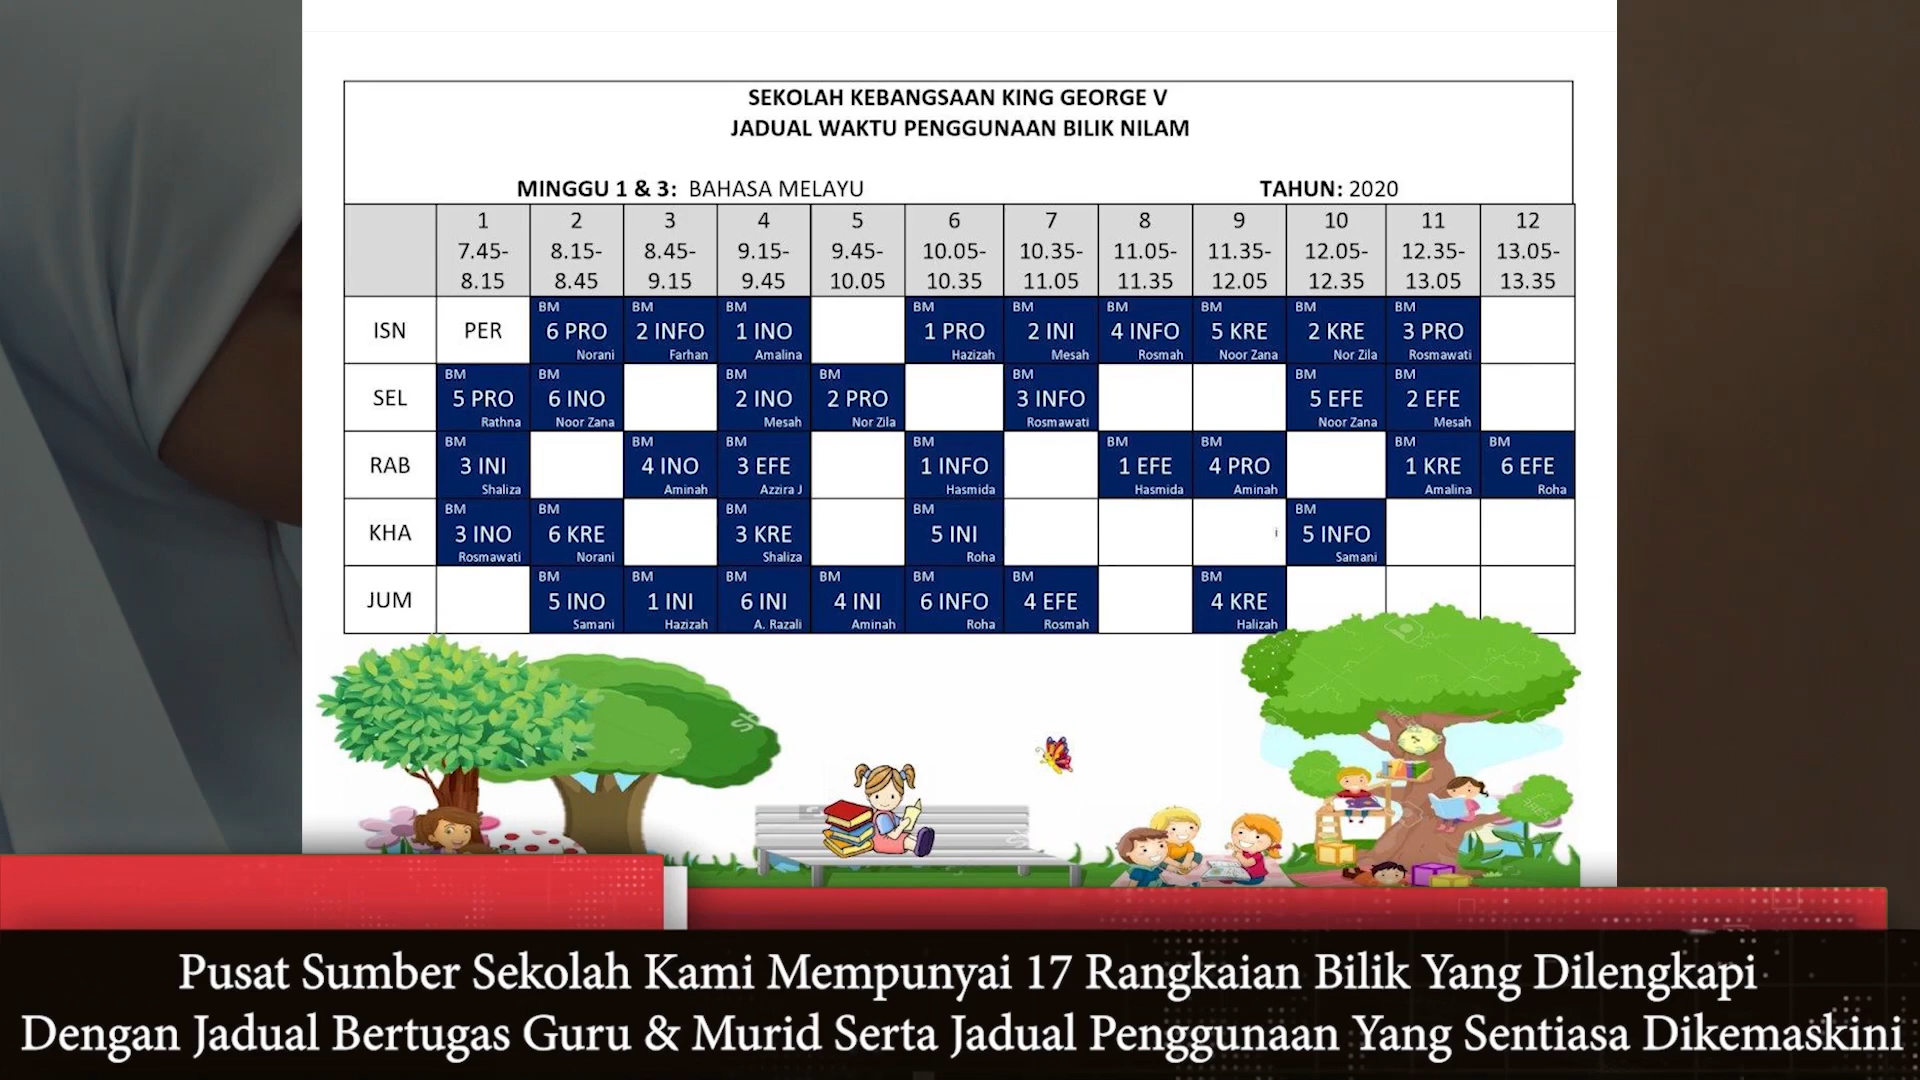 SEKOLAH KEBANGSAAN KING GEORGE V
JADUAL WAKTU PENGGUNAAN BILIK NILAM
MINGGU 1 & 3: BAHASA MELAYU TAHUN: 2020
1 2 3 4 5 6 7 8 9 10 11 12
7.45- 8.15- 8.45- 9.15- 9.45- 10.05- 10.35- 11.05- 11.35- 12.05- 12.35- 13.05-
8.15 8.45 9.15 9.45 10.05 10.35 11.05 11.35 12.05 12.35 13.05 13.35
BM BM BM BM BM BM BM BM BM
ISN PER 6 PRO 2 INFO 1 INO 1 PRO 2 INI 4 INFO 5 KRE 2 KRE 3 PRO
Norani Farhan Amalina Hazizah Mesah Rosmah Noor Zana Nor Zila Rosmawati
BM BM BM BM BM BM BM
SEL 5 PRO 6 INO 2 INO 2 PRO 3 INFO 5 EFE 2 EFE
Rathna Noor Zana Mesah Nor Zila Rosmawati Noor Zana Mesah
BM BM BM BM BM BM BM BM
RAB 3 INI 4 INO 3 EFE 1 INFO 1 EFE 4 PRO 1 KRE 6 EFE
Shaliza Aminah Azzira J Hasmida Hasmida Aminah Amalina Roha
BM BM BM BM BM
KHA 3 INO 6 KRE 3 KRE 5 INI 5 INFO
Rosmawati Norani Shaliza Roha Samani
BM BM BM BM BM BM BM
JUM 5 INO 1 INI 6 INI 4 INI 6 INFO 4 EFE 4 KRE
Samani Hazizah A. Razali Aminah Roha Rosmah Halizah
Pusat Sumber Sekolah Kami Mempunyai 17 Rangkaian Bilik Yang Dilengkapi
Dengan Jadual Bertugas Guru & Murid Serta Jadual Penggunaan Yang Sentiasa Dikemaskini